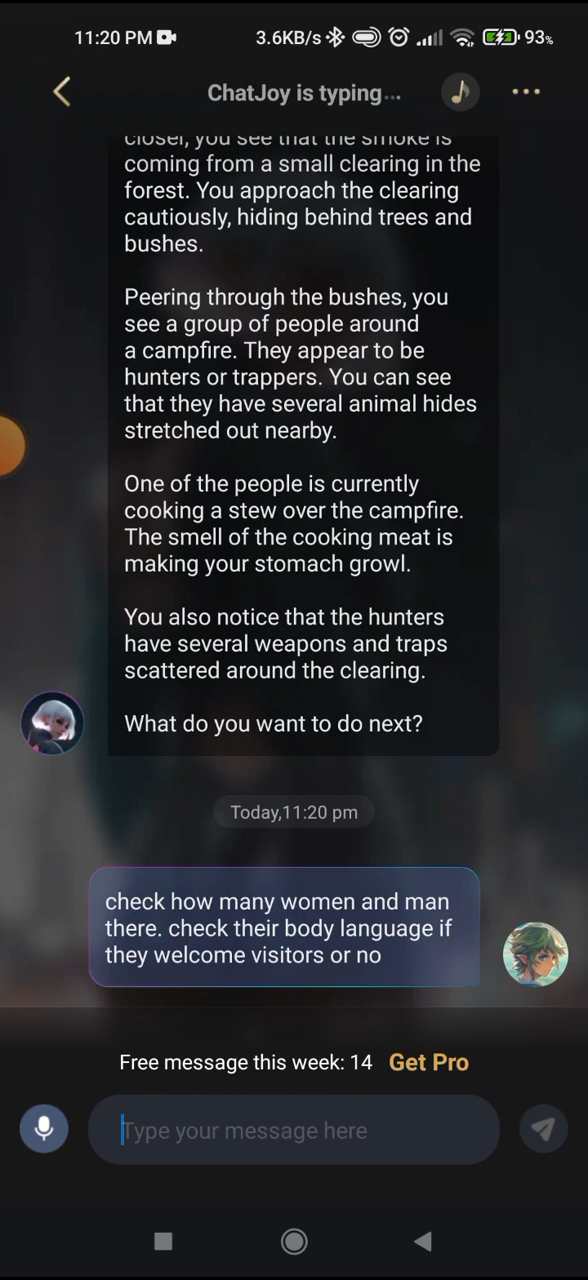 11:20 PM
3.6KB/s
93%
ChatJoy is typing...
closer, you see that the smoke is
coming from a small clearing in the
forest. You approach the clearing
cautiously, hiding behind trees and
bushes.
Peering through the bushes, you
see a group of people around
a campfire. They appear to be
hunters or trappers. You can see
that they have several animal hides
stretched out nearby.
One of the people is currently
cooking a stew over the campfire.
The smell of the cooking meat is
making your stomach growl.
You also notice that the hunters
have several weapons and traps
scattered around the clearing.
What do you want to do next?
Today,11:20 pm
check how many women and man
there. check their body language if
they welcome visitors or no
Free message this week: 14 Get Pro
Type your message here